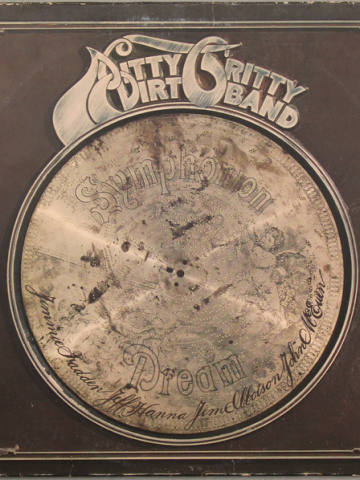 NITTY GRITTY
DIRT BAND
Symphonion
Dream
Jimmie Fadden Jeff Hanna Jim Ibbotson John McEuen